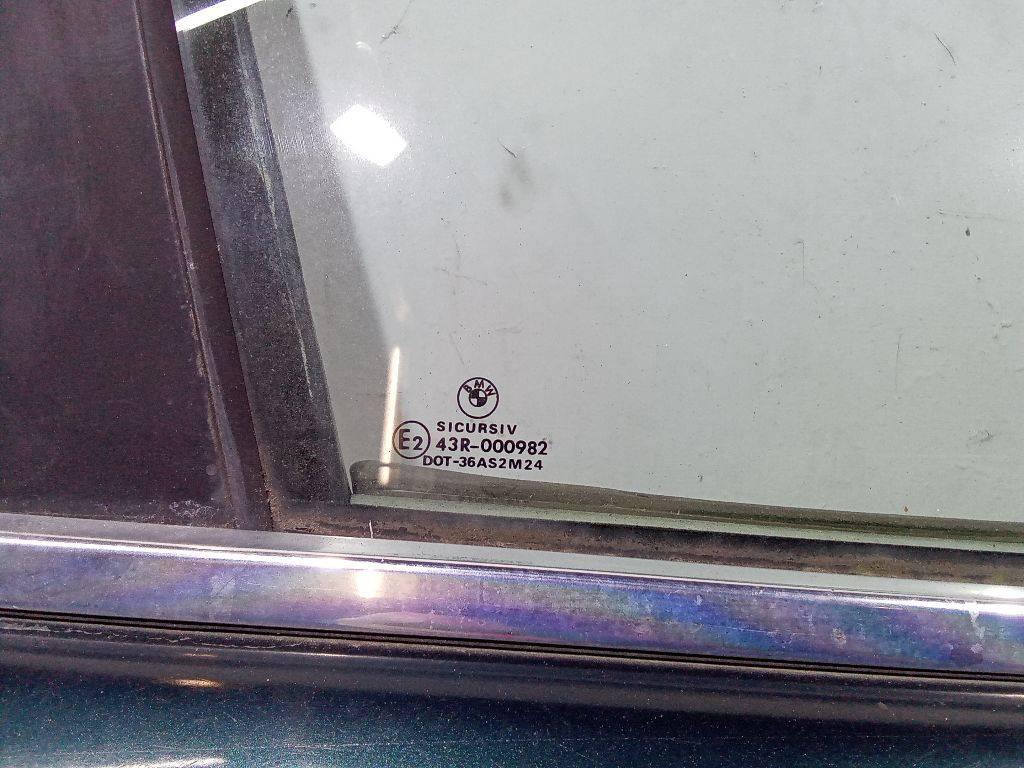 BMW
SICURSIV
E2 43R-000982
DOT-36AS2M24